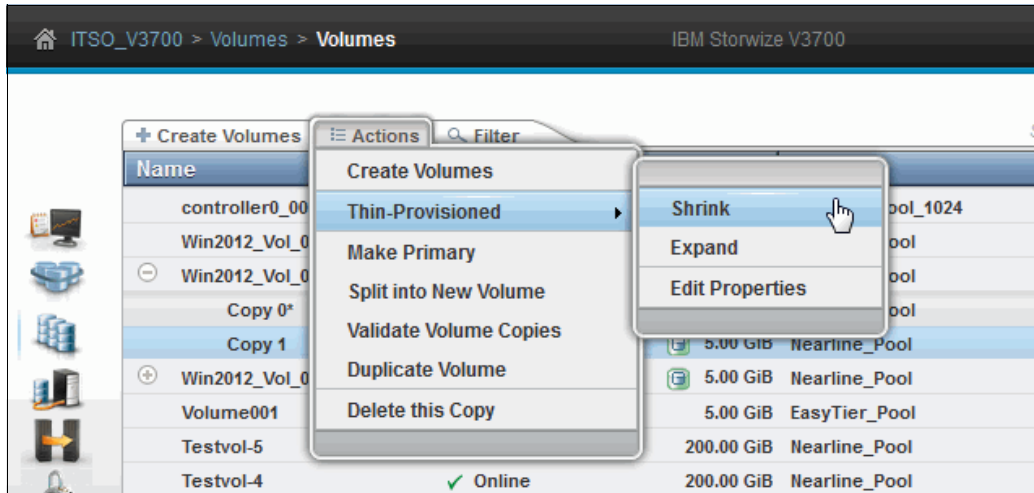 ITSO_V3700 > Volumes > Volumes IBM Storwize V3700
Create Volumes Actions Filter
Name
Create Volumes
controller0_00 Thin-Provisioned Shrink ool_1024
Win2012_Vol_0 Make Primary Expand ool
Win2012_Vol_0 Split into New Volume Edit Properties ool
Copy 0* Validate Volume Copies ool
Copy 1 5.00 GiB Nearline_Pool
Win2012_Vol_0 Duplicate Volume 5.00 GiB Nearline_Pool
Volume001 Delete this Copy 5.00 GiB EasyTier_Pool
Testvol-5 200.00 GiB Nearline_Pool
Testvol-4 Online 200.00 GiB Nearline_Pool